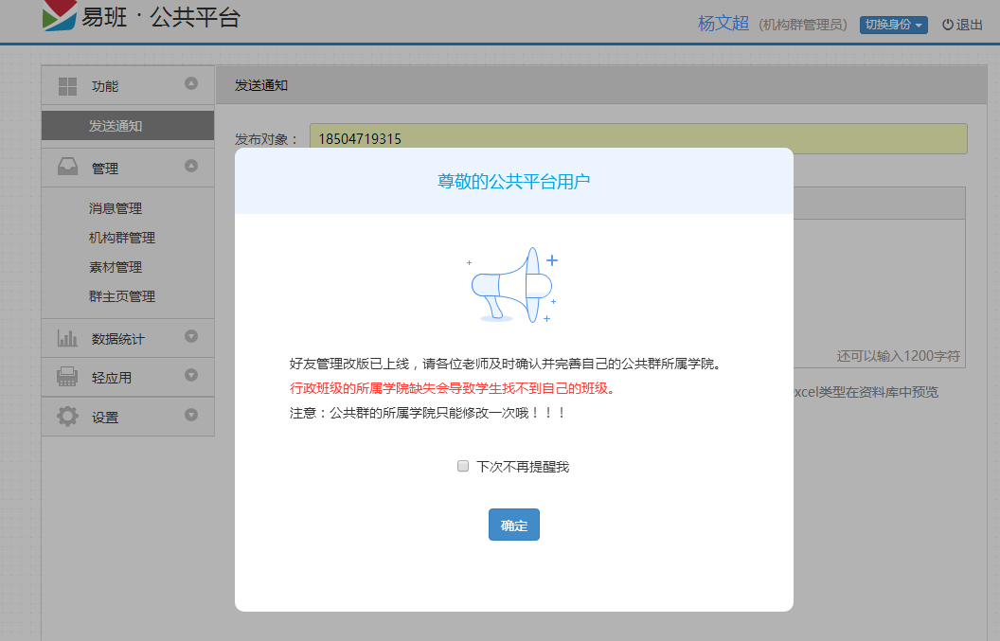 易班 · 公共平台
杨文超 (机构群管理员) 切换身份 退出
功能
发送通知
管理
消息管理
机构群管理
素材管理
群主页管理
数据统计
轻应用
设置
发送通知
发布对象： 18504719315
尊敬的公共平台用户
好友管理改版已上线，请各位老师及时确认并完善自己的公共群所属学院。
行政班级的所属学院缺失会导致学生找不到自己的班级。
注意：公共群的所属学院只能修改一次哦！！！
下次不再提醒我
确定
还可以输入1200字符
xcel类型在资料库中预览